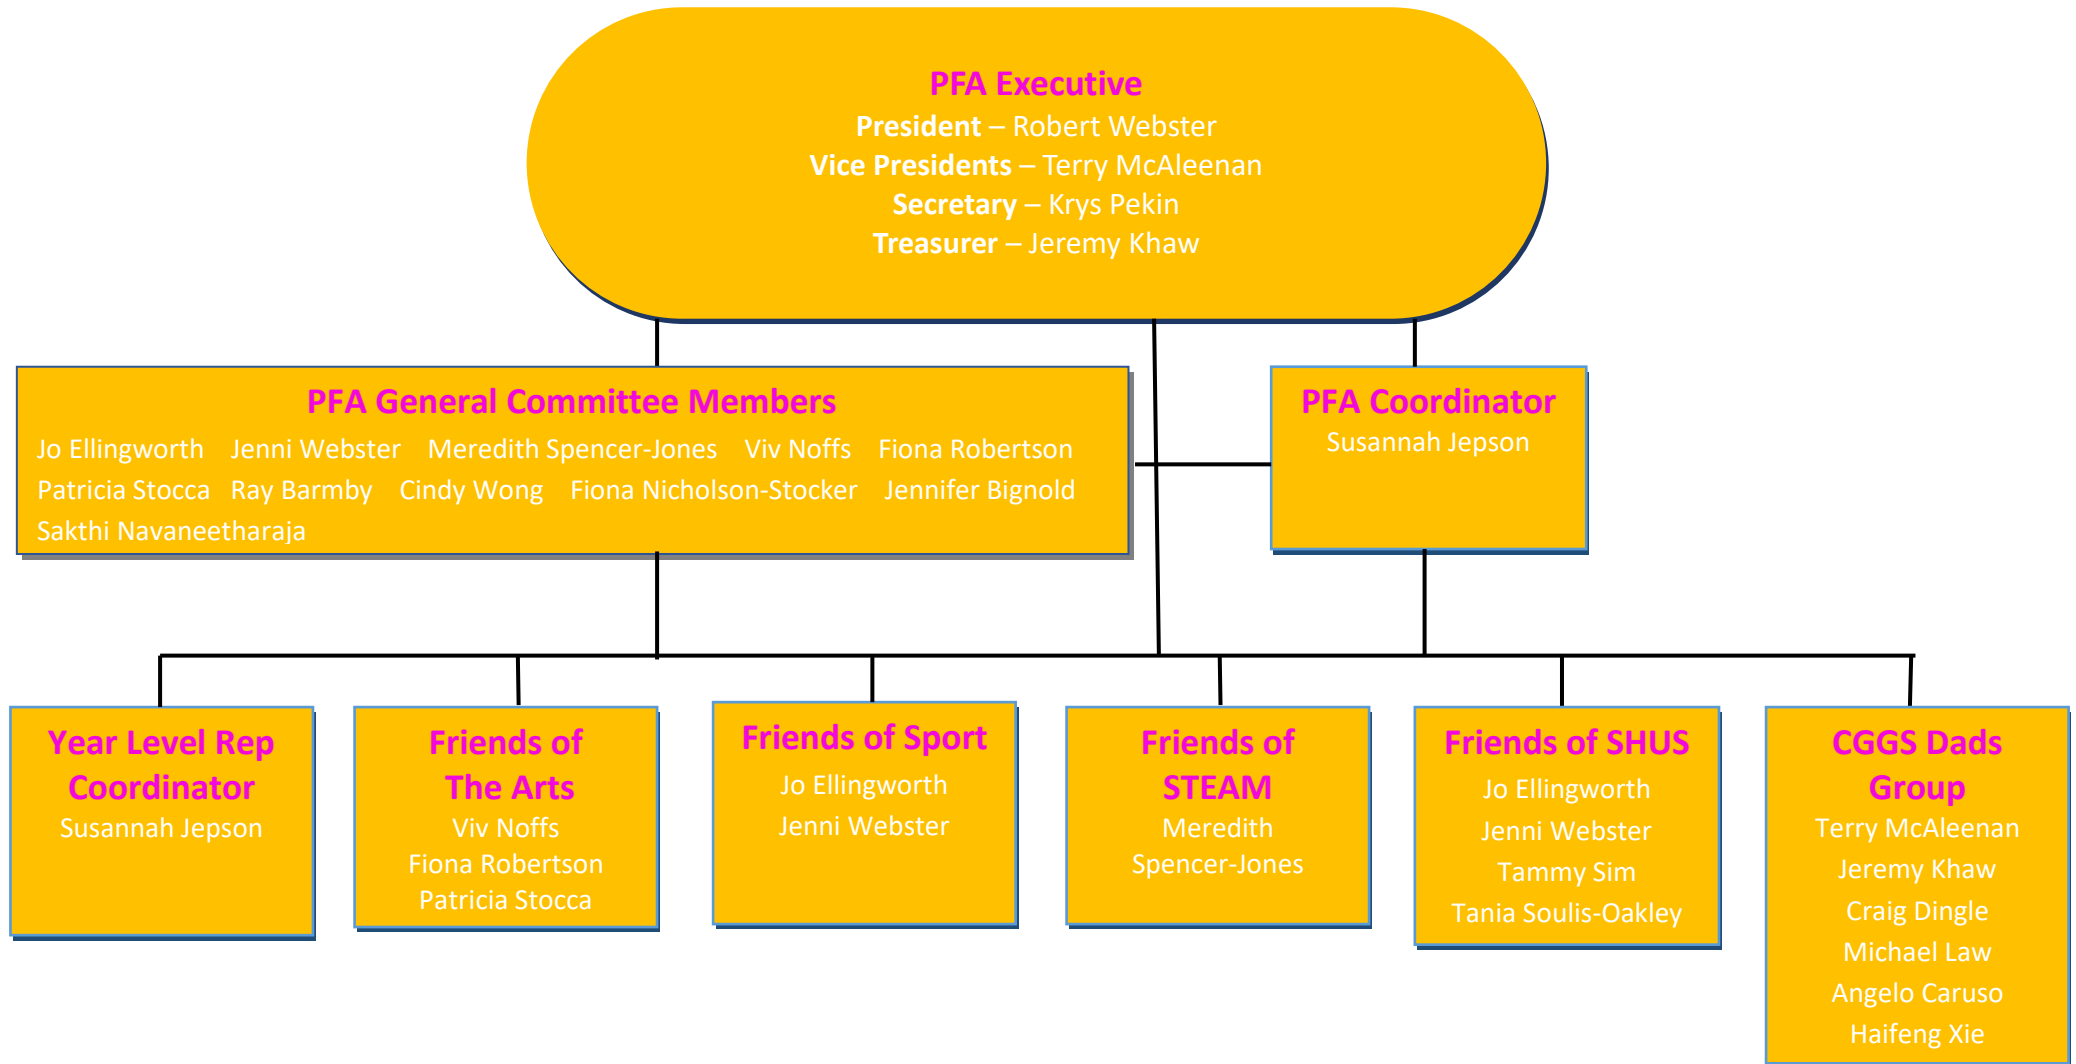 PFA Executive
President – Robert Webster
Vice Presidents – Terry McAleenan
Secretary – Krys Pekin
Treasurer – Jeremy Khaw
PFA General Committee Members
Jo Ellingworth Jenni Webster Meredith Spencer-Jones Viv Noffs Fiona Robertson
Patricia Stocca Ray Barmby Cindy Wong Fiona Nicholson-Stocker Jennifer Bignold
Sakthi Navaneetharaja
PFA Coordinator
Susannah Jepson
Year Level Rep
Coordinator
Susannah Jepson
Friends of
The Arts
Viv Noffs
Fiona Robertson
Patricia Stocca
Friends of Sport
Jo Ellingworth
Jenni Webster
Friends of
STEAM
Meredith
Spencer-Jones
Friends of SHUS
Jo Ellingworth
Jenni Webster
Tammy Sim
Tania Soulis-Oakley
CGGS Dads
Group
Terry McAleenan
Jeremy Khaw
Craig Dingle
Michael Law
Angelo Caruso
Haifeng Xie